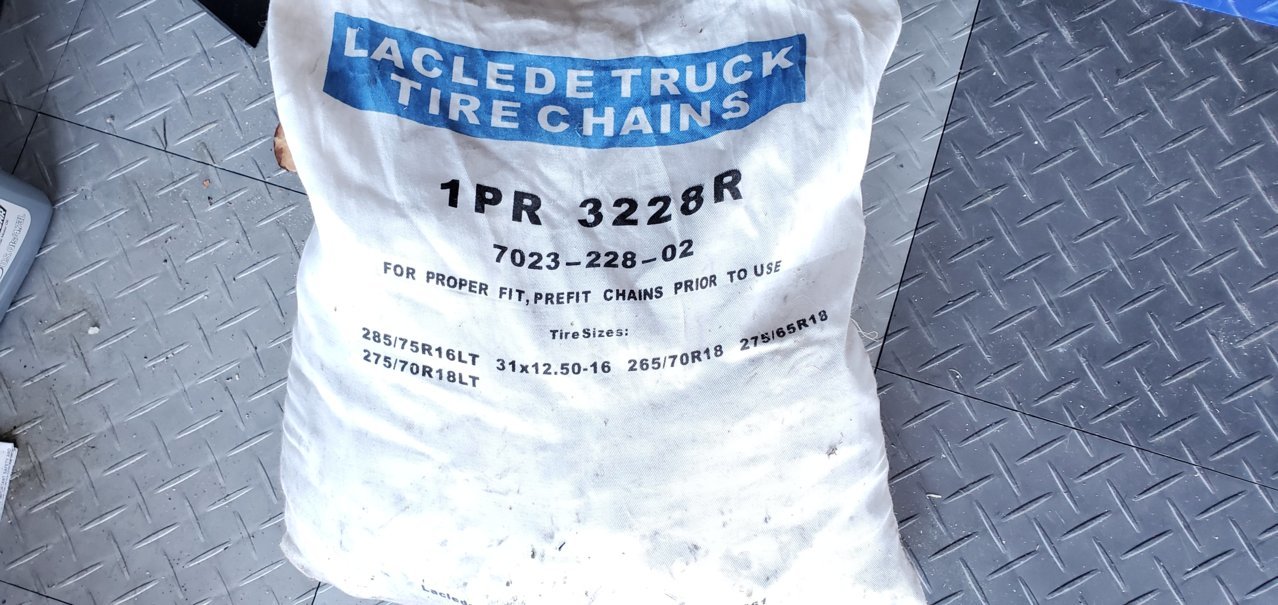 LACLEDE TRUCK
TIRE CHAINS
1PR 3228R
7023-228-02
FOR PROPER FIT, PREFIT CHAINS PRIOR TO USE
Tire Sizes:
285/75R16LT 31x12.50-16 265/70R18 275/65R18
275/70R18LT